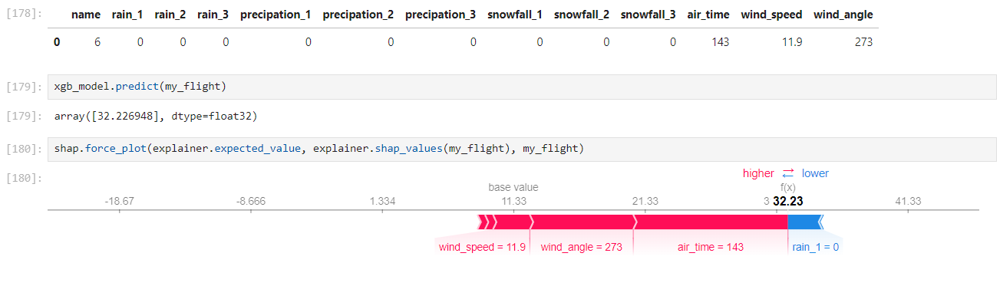 [178]: name rain_1 rain_2 rain_3 precipation_1 precipation_2 precipation_3 snowfall_1 snowfall_2 snowfall_3 air_time wind_speed wind_angle
0 6 0 0 0 0 0 0 0 0 0 143 11.9 273
[179]: xgb_model.predict(my_flight)
[179]: array([32.226948], dtype=float32)
[180]: shap.force_plot(explainer.expected_value, explainer.shap_values(my_flight), my_flight)
[180]: higher ⇄ lower
base value f(x)
-18.67 -8.666 1.334 11.33 21.33 3 32.23 41.33
wind_speed = 11.9 wind_angle = 273 air_time = 143 rain_1 = 0